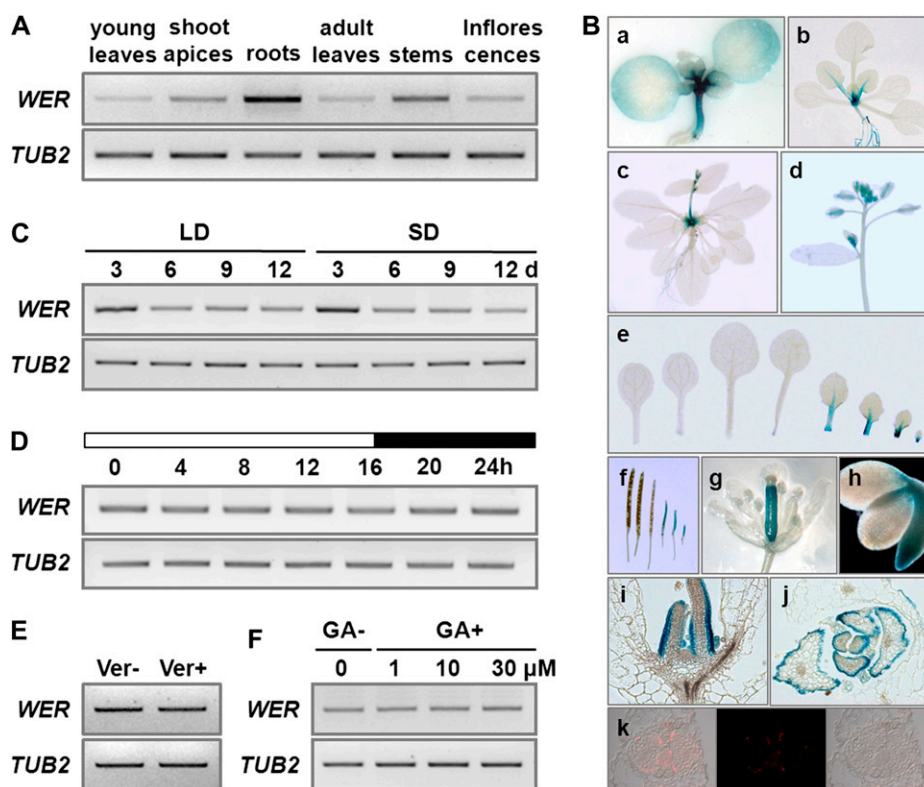 A
young leaves shoot apices roots adult leaves stems Inflores cences
WER
TUB2
B
a
b
c
d
e
f
g
h
i
j
k
C
LD SD
3 6 9 12 3 6 9 12 d
WER
TUB2
D
0 4 8 12 16 20 24h
WER
TUB2
E
Ver- Ver+
WER
TUB2
F
GA- GA+
0 1 10 30 µM
WER
TUB2